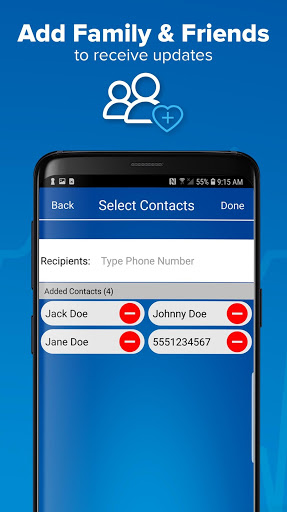 Add Family & Friends
to receive updates
55% 9:15 AM
Back Select Contacts Done
Recipients: Type Phone Number
Added Contacts (4)
Jack Doe Johnny Doe
Jane Doe 5551234567